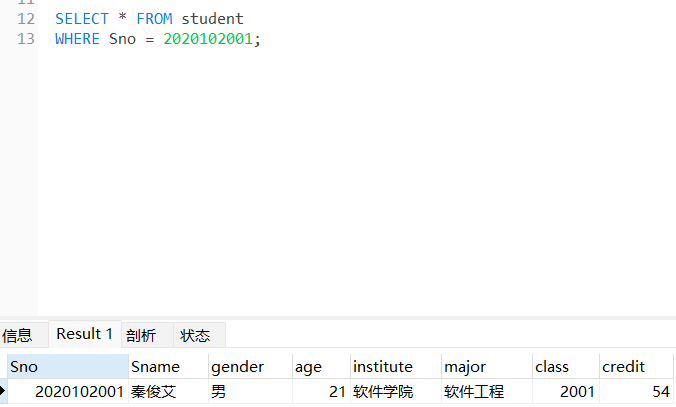 12 SELECT * FROM student
13 WHERE Sno = 2020102001;
信息 Result 1 剖析 状态
Sno Sname gender age institute major class credit
2020102001 秦俊艾 男 21 软件学院 软件工程 2001 54